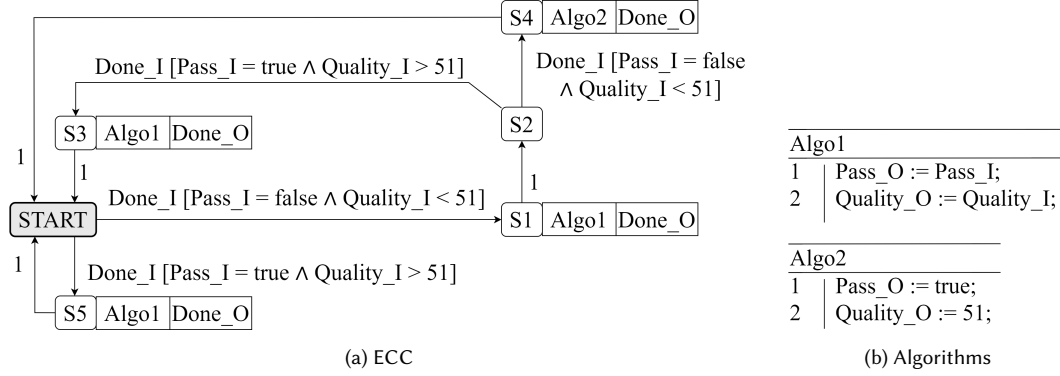 S4 Algo2 Done_O
Done_I [Pass_I = true ∧ Quality_I > 51]
Done_I [Pass_I = false
∧ Quality_I < 51]
S2
S3 Algo1 Done_O
1
1
1
Done_I [Pass_I = false ∧ Quality_I < 51]
START
S1 Algo1 Done_O
1
Done_I [Pass_I = true ∧ Quality_I > 51]
S5 Algo1 Done_O
(a) ECC
Algo1
1 Pass_O := Pass_I;
2 Quality_O := Quality_I;
Algo2
1 Pass_O := true;
2 Quality_O := 51;
(b) Algorithms